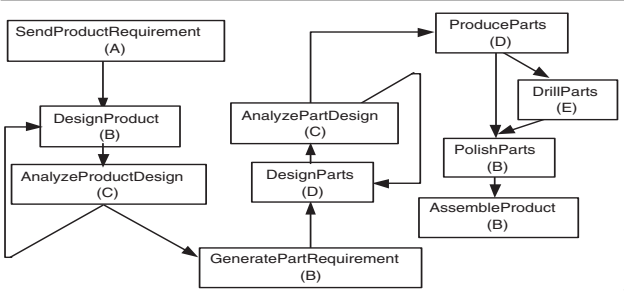 SendProductRequirement
(A)
DesignProduct
(B)
AnalyzeProductDesign
(C)
GeneratePartRequirement
(B)
DesignParts
(D)
AnalyzePartDesign
(C)
ProduceParts
(D)
DrillParts
(E)
PolishParts
(B)
AssembleProduct
(B)